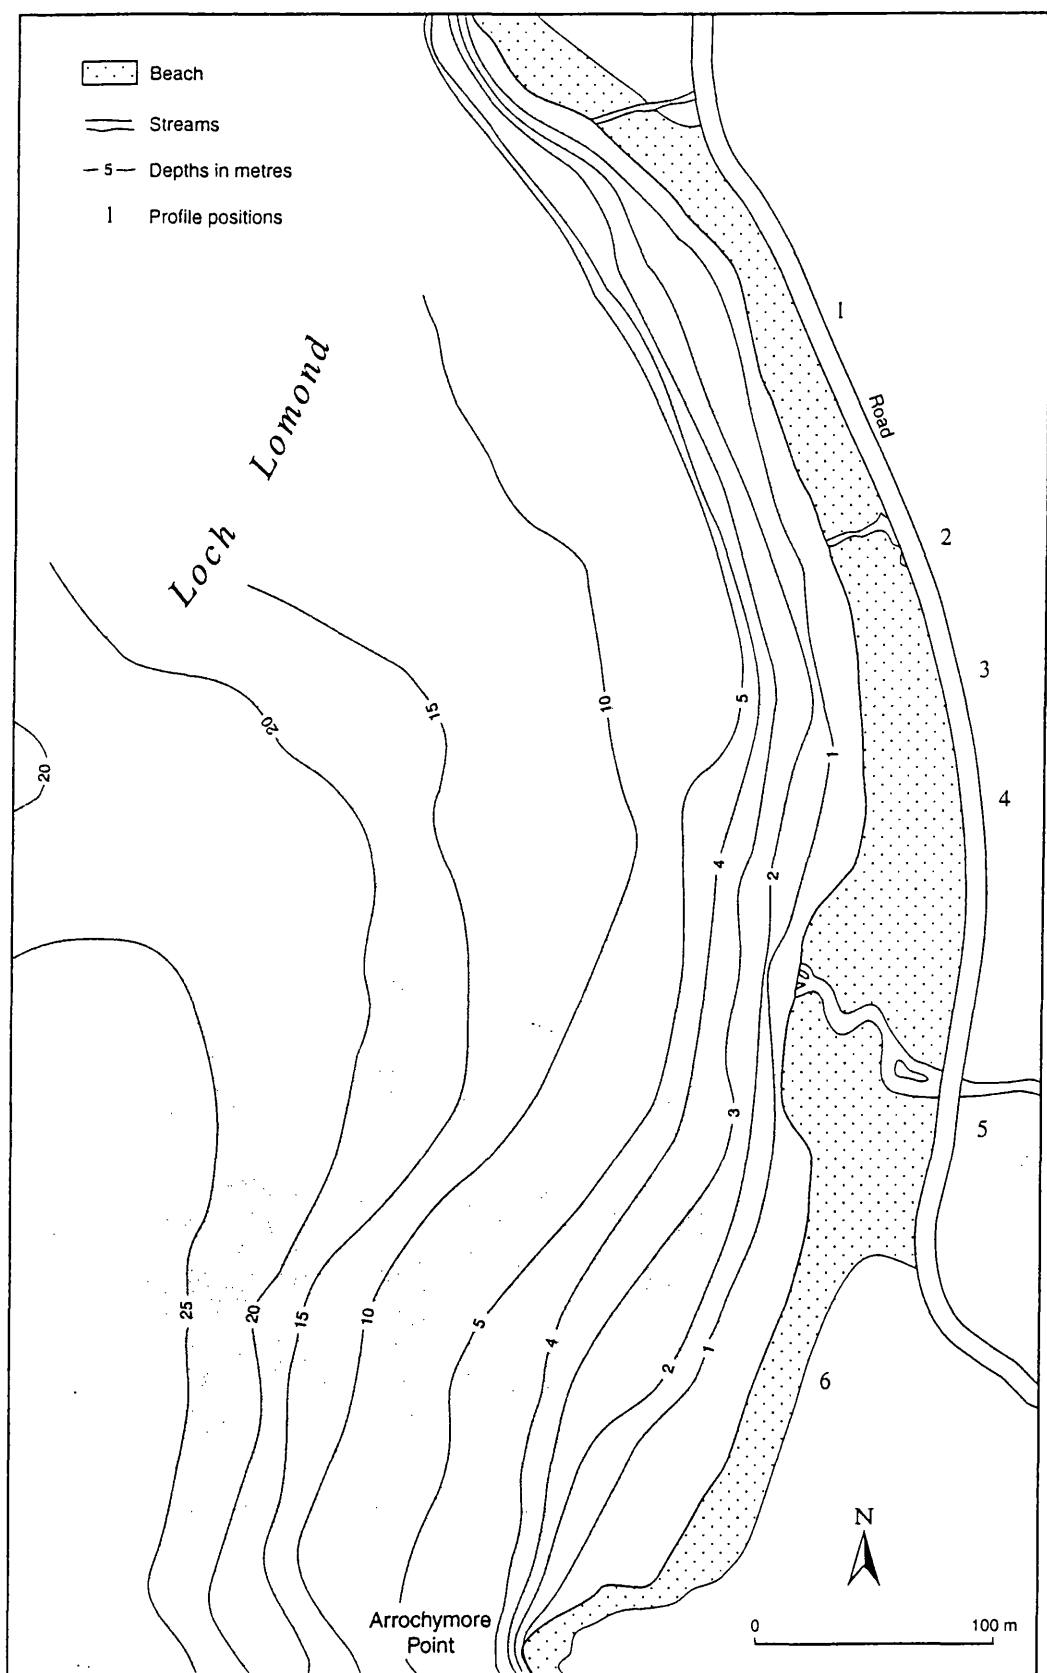 Beach
Streams
5 Depths in metres
1 Profile positions
1
Road
Loch Lomond
2
3
20
15
10
5
1
4
20
4
2
3
5
25
20
15
10
5
4
2
1
6
N
Arrochymore
Point
0 100 m